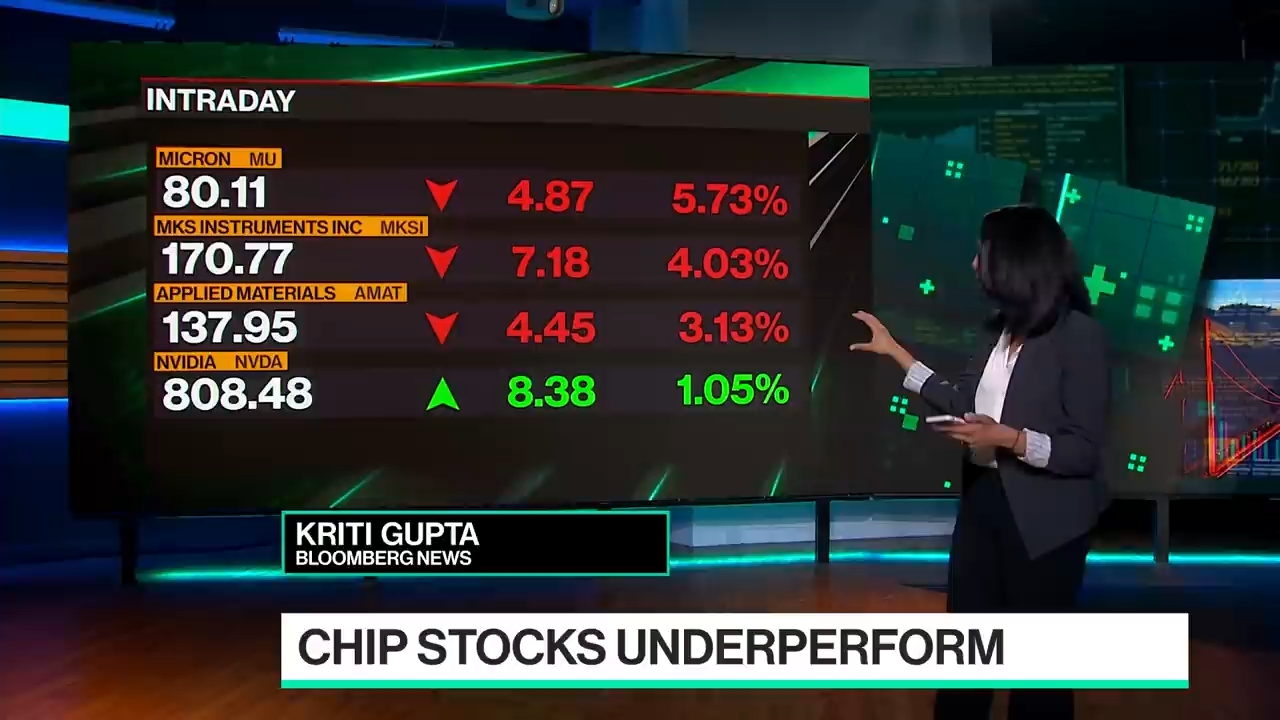 INTRADAY
MICRON MU
80.11 4.87 5.73%
MKS INSTRUMENTS INC MKSI
170.77 7.18 4.03%
APPLIED MATERIALS AMAT
137.95 4.45 3.13%
NVIDIA NVDA
808.48 8.38 1.05%
KRITI GUPTA
BLOOMBERG NEWS
CHIP STOCKS UNDERPERFORM